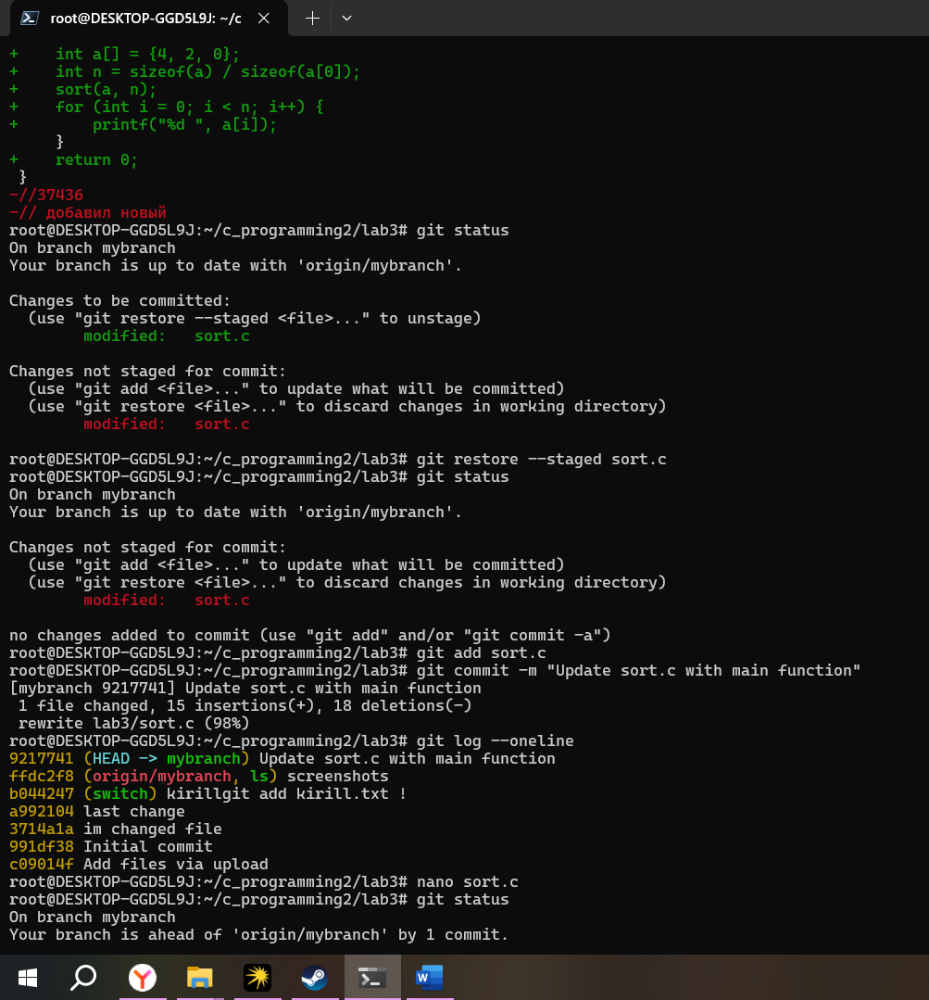 root@DESKTOP-GGD5L9J: ~/c
+    int a[] = {4, 2, 0};
+    int n = sizeof(a) / sizeof(a[0]);
+    sort(a, n);
+    for (int i = 0; i < n; i++) {
+        printf("%d ", a[i]);
     }
+    return 0;
 }
-//37436
-// добавил новый
root@DESKTOP-GGD5L9J:~/c_programming2/lab3# git status
On branch mybranch
Your branch is up to date with 'origin/mybranch'.
Changes to be committed:
  (use "git restore --staged <file>..." to unstage)
        modified:   sort.c
Changes not staged for commit:
  (use "git add <file>..." to update what will be committed)
  (use "git restore <file>..." to discard changes in working directory)
        modified:   sort.c
root@DESKTOP-GGD5L9J:~/c_programming2/lab3# git restore --staged sort.c
root@DESKTOP-GGD5L9J:~/c_programming2/lab3# git status
On branch mybranch
Your branch is up to date with 'origin/mybranch'.
Changes not staged for commit:
  (use "git add <file>..." to update what will be committed)
  (use "git restore <file>..." to discard changes in working directory)
        modified:   sort.c
no changes added to commit (use "git add" and/or "git commit -a")
root@DESKTOP-GGD5L9J:~/c_programming2/lab3# git add sort.c
root@DESKTOP-GGD5L9J:~/c_programming2/lab3# git commit -m "Update sort.c with main function"
[mybranch 9217741] Update sort.c with main function
 1 file changed, 15 insertions(+), 18 deletions(-)
 rewrite lab3/sort.c (98%)
root@DESKTOP-GGD5L9J:~/c_programming2/lab3# git log --oneline
9217741 (HEAD -> mybranch) Update sort.c with main function
ffdc2f8 (origin/mybranch, ls) screenshots
b044247 (switch) kirillgit add kirill.txt !
a992104 last change
3714a1a im changed file
991df38 Initial commit
c09014f Add files via upload
root@DESKTOP-GGD5L9J:~/c_programming2/lab3# nano sort.c
root@DESKTOP-GGD5L9J:~/c_programming2/lab3# git status
On branch mybranch
Your branch is ahead of 'origin/mybranch' by 1 commit.